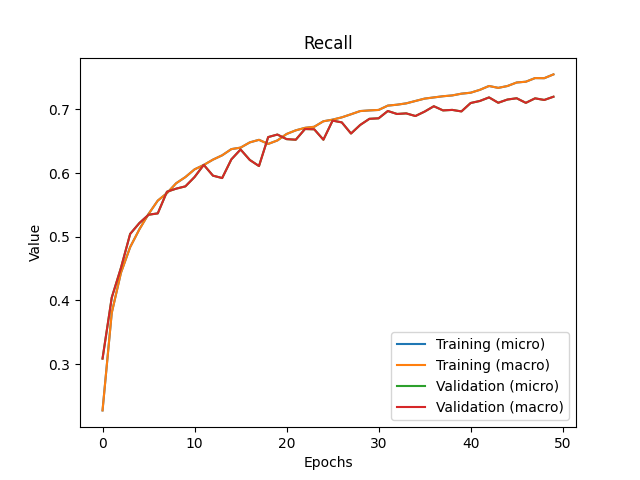 Recall
Value
0.7
0.6
0.5
0.4
0.3
Training (micro)
Training (macro)
Validation (micro)
Validation (macro)
0 10 20 30 40 50
Epochs